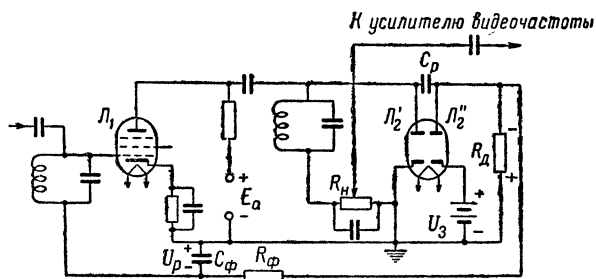 К усилителю видеочастоты
Cр
Л₁
Л₂′
Л₂″
−
Rд
+
+
Eа
−
Rн
+
U₃
−
Uр
+
−
Cф
Rф